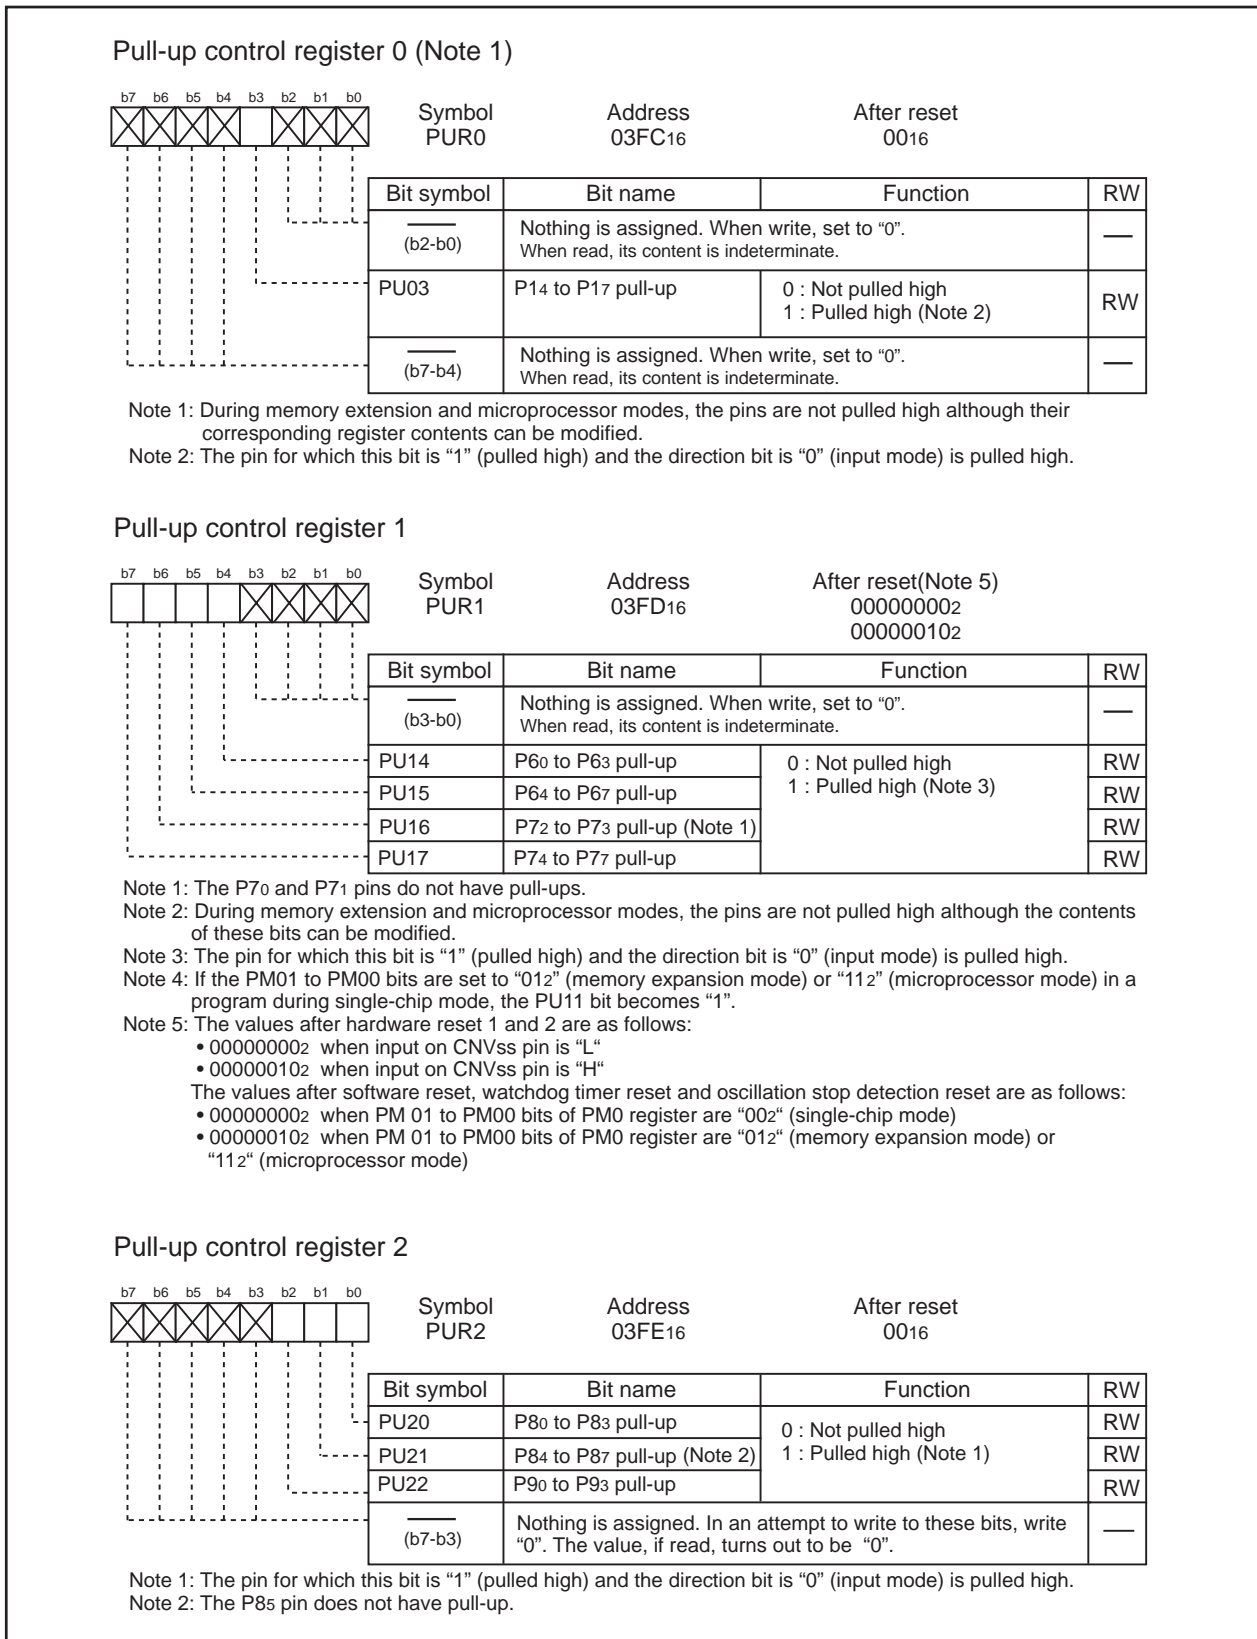 Pull-up control register 0 (Note 1)
b7 b6 b5 b4 b3 b2 b1 b0
Symbol Address After reset
PUR0 03FC16 0016
Bit symbol Bit name Function RW
(b2-b0) Nothing is assigned. When write, set to “0”.
When read, its content is indeterminate. —
PU03 P14 to P17 pull-up 0 : Not pulled high
1 : Pulled high (Note 2) RW
(b7-b4) Nothing is assigned. When write, set to “0”.
When read, its content is indeterminate. —
Note 1: During memory extension and microprocessor modes, the pins are not pulled high although their
corresponding register contents can be modified.
Note 2: The pin for which this bit is “1” (pulled high) and the direction bit is “0” (input mode) is pulled high.
Pull-up control register 1
b7 b6 b5 b4 b3 b2 b1 b0
Symbol Address After reset(Note 5)
PUR1 03FD16 000000002
000000102
Bit symbol Bit name Function RW
(b3-b0) Nothing is assigned. When write, set to “0”.
When read, its content is indeterminate. —
PU14 P60 to P63 pull-up 0 : Not pulled high RW
PU15 P64 to P67 pull-up 1 : Pulled high (Note 3) RW
PU16 P72 to P73 pull-up (Note 1) RW
PU17 P74 to P77 pull-up RW
Note 1: The P70 and P71 pins do not have pull-ups.
Note 2: During memory extension and microprocessor modes, the pins are not pulled high although the contents
of these bits can be modified.
Note 3: The pin for which this bit is “1” (pulled high) and the direction bit is “0” (input mode) is pulled high.
Note 4: If the PM01 to PM00 bits are set to “012” (memory expansion mode) or “112” (microprocessor mode) in a
program during single-chip mode, the PU11 bit becomes “1”.
Note 5: The values after hardware reset 1 and 2 are as follows:
• 000000002 when input on CNVss pin is “L“
• 000000102 when input on CNVss pin is “H“
The values after software reset, watchdog timer reset and oscillation stop detection reset are as follows:
• 000000002 when PM 01 to PM00 bits of PM0 register are “002“ (single-chip mode)
• 000000102 when PM 01 to PM00 bits of PM0 register are “012“ (memory expansion mode) or
“112“ (microprocessor mode)
Pull-up control register 2
b7 b6 b5 b4 b3 b2 b1 b0
Symbol Address After reset
PUR2 03FE16 0016
Bit symbol Bit name Function RW
PU20 P80 to P83 pull-up 0 : Not pulled high RW
PU21 P84 to P87 pull-up (Note 2) 1 : Pulled high (Note 1) RW
PU22 P90 to P93 pull-up RW
(b7-b3) Nothing is assigned. In an attempt to write to these bits, write
“0”. The value, if read, turns out to be “0”. —
Note 1: The pin for which this bit is “1” (pulled high) and the direction bit is “0” (input mode) is pulled high.
Note 2: The P85 pin does not have pull-up.